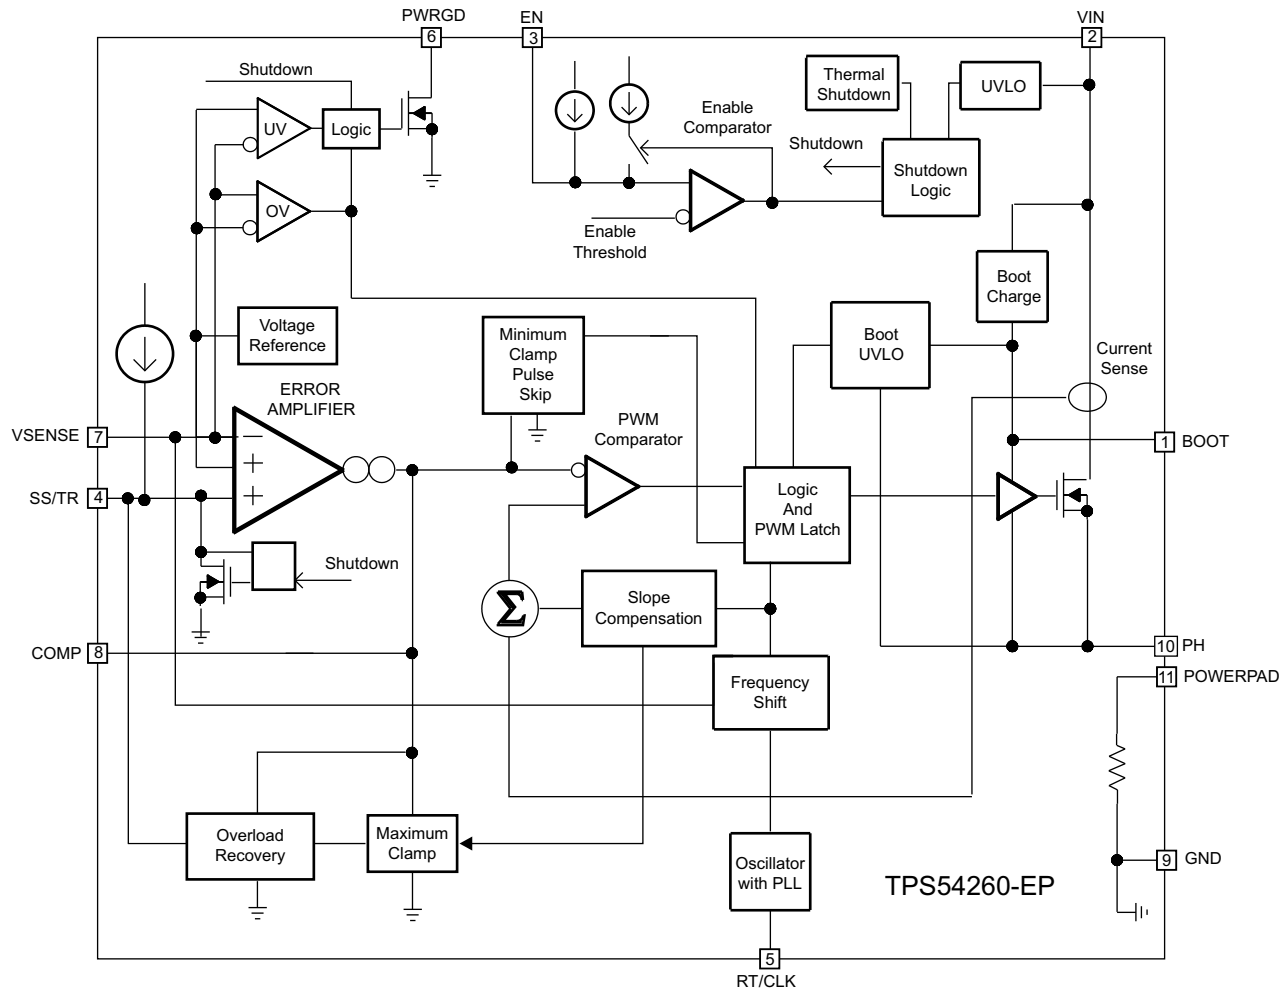 PWRGD
EN
VIN
6
3
2
Shutdown
Thermal
Shutdown
UVLO
Enable
Comparator
UV
Logic
Shutdown
Shutdown
Logic
OV
Enable
Threshold
Boot
Charge
Voltage
Reference
Minimum
Clamp
Pulse
Skip
Boot
UVLO
Current
Sense
ERROR
AMPLIFIER
PWM
Comparator
VSENSE
7
1
BOOT
SS/TR
4
Logic
And
PWM Latch
Shutdown
Σ
Slope
Compensation
COMP
8
10
PH
11
POWERPAD
Frequency
Shift
Overload
Recovery
Maximum
Clamp
Oscillator
with PLL
9
GND
TPS54260-EP
5
RT/CLK